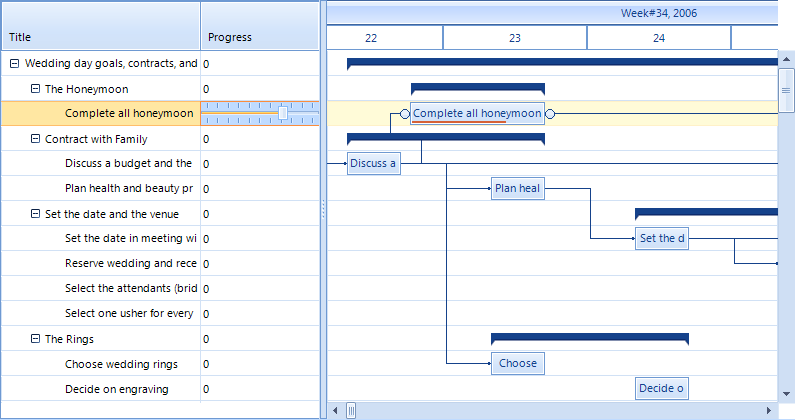 Week#34, 2006
Title Progress 22 23 24
Wedding day goals, contracts, and 0
The Honeymoon 0
Complete all honeymoon Complete all honeymoon
Contract with Family 0
Discuss a budget and the 0 Discuss a
Plan health and beauty pr 0 Plan heal
Set the date and the venue 0
Set the date in meeting wi 0 Set the d
Reserve wedding and rece 0
Select the attendants (brid 0
Select one usher for every 0
The Rings 0
Choose wedding rings 0 Choose
Decide on engraving 0 Decide o